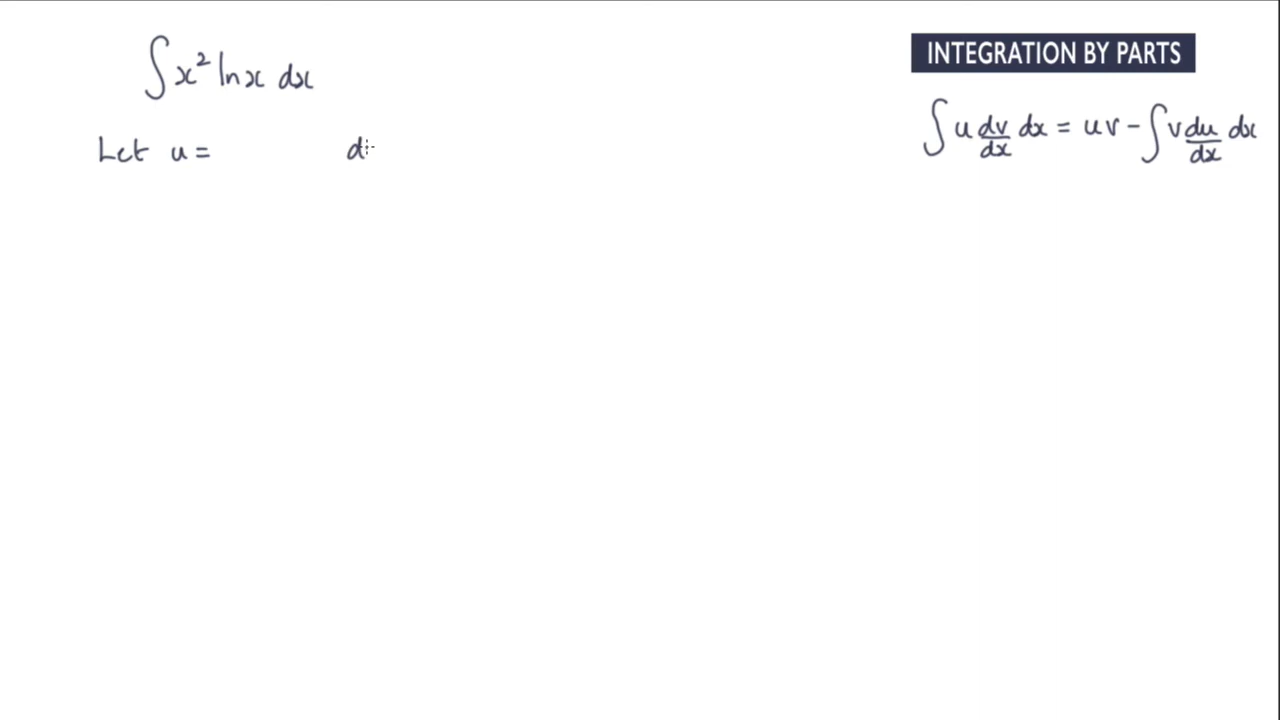 ∫x² ln x dx
INTEGRATION BY PARTS
∫u dv/dx dx = uv - ∫v du/dx dx
Let u = d